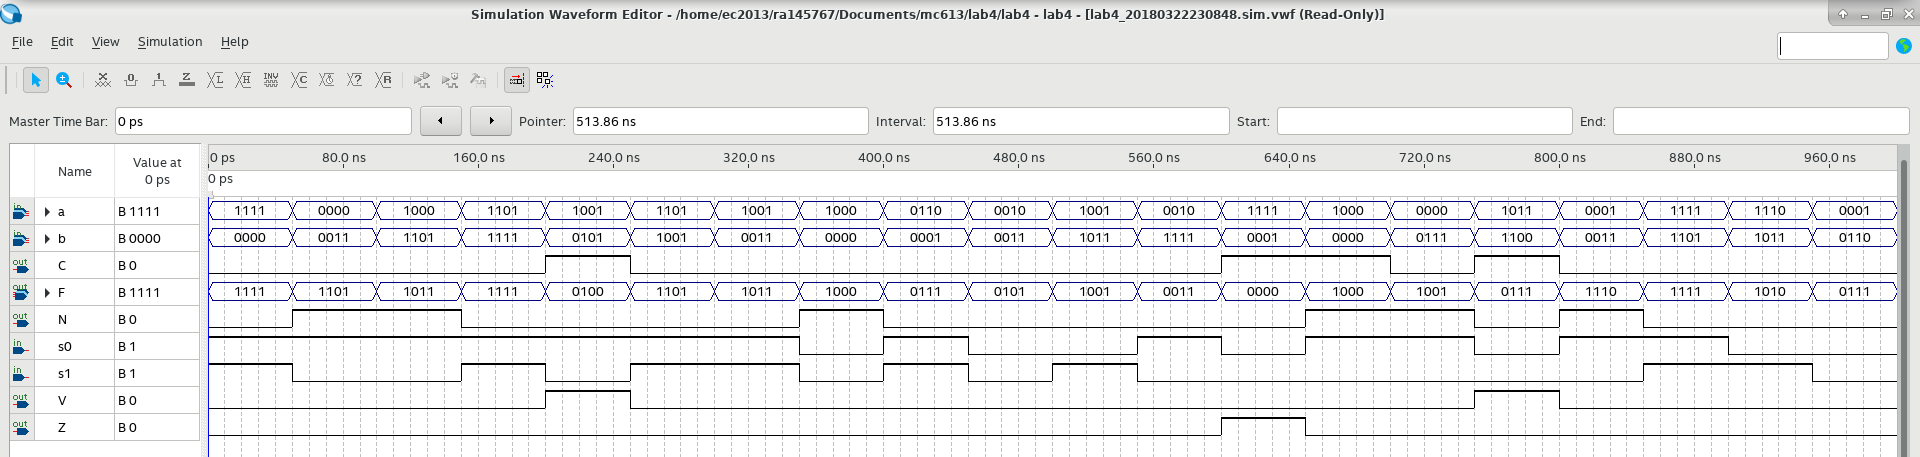 Simulation Waveform Editor - /home/ec2013/ra145767/Documents/mc613/lab4/lab4 - lab4 - [lab4_20180322230848.sim.vwf (Read-Only)]
File Edit View Simulation Help
Master Time Bar: 0 ps Pointer: 513.86 ns Interval: 513.86 ns Start: End:
Name Value at 0 ps 0 ps 80.0 ns 160.0 ns 240.0 ns 320.0 ns 400.0 ns 480.0 ns 560.0 ns 640.0 ns 720.0 ns 800.0 ns 880.0 ns 960.0 ns
0 ps
in a B 1111 1111 0000 1000 1101 1001 1101 1001 1000 0110 0010 1001 0010 1111 1000 0000 1011 0001 1111 1110 0001
in b B 0000 0000 0011 1101 1111 0101 1001 0011 0000 0001 0011 1011 1111 0001 0000 0111 1100 0011 1101 1011 0110
out C B 0
out F B 1111 1111 1101 1011 1111 0100 1101 1011 1000 0111 0101 1001 0011 0000 1000 1001 0111 1110 1111 1010 0111
out N B 0
in s0 B 1
in s1 B 1
out V B 0
out Z B 0